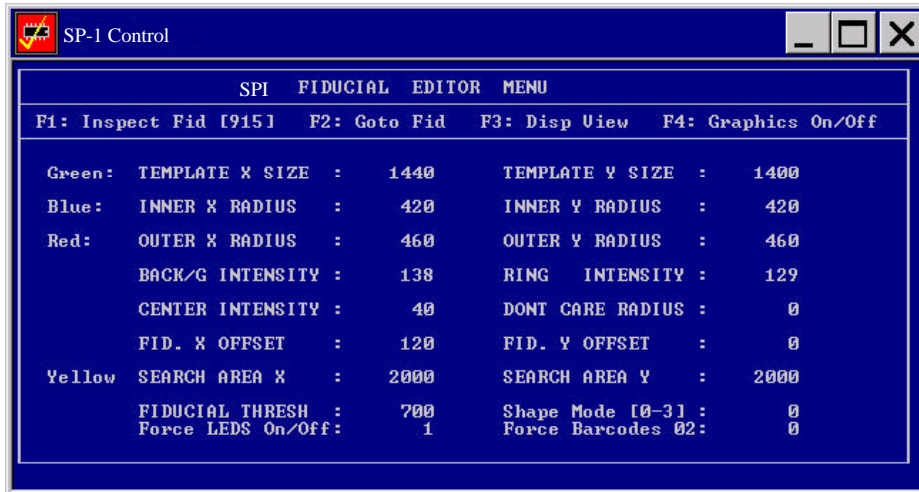 SP-1 Control
SPI FIDUCIAL EDITOR MENU
F1: Inspect Fid [915] F2: Goto Fid F3: Disp View F4: Graphics On/Off
Green: TEMPLATE X SIZE : 1440 TEMPLATE Y SIZE : 1400
Blue: INNER X RADIUS : 420 INNER Y RADIUS : 420
Red: OUTER X RADIUS : 460 OUTER Y RADIUS : 460
BACK/G INTENSITY : 138 RING INTENSITY : 129
CENTER INTENSITY : 40 DONT CARE RADIUS : 0
FID. X OFFSET : 120 FID. Y OFFSET : 0
Yellow SEARCH AREA X : 2000 SEARCH AREA Y : 2000
FIDUCIAL THRESH : 700 Shape Mode [0-3] : 0
Force LEDS On/Off: 1 Force Barcodes 02: 0